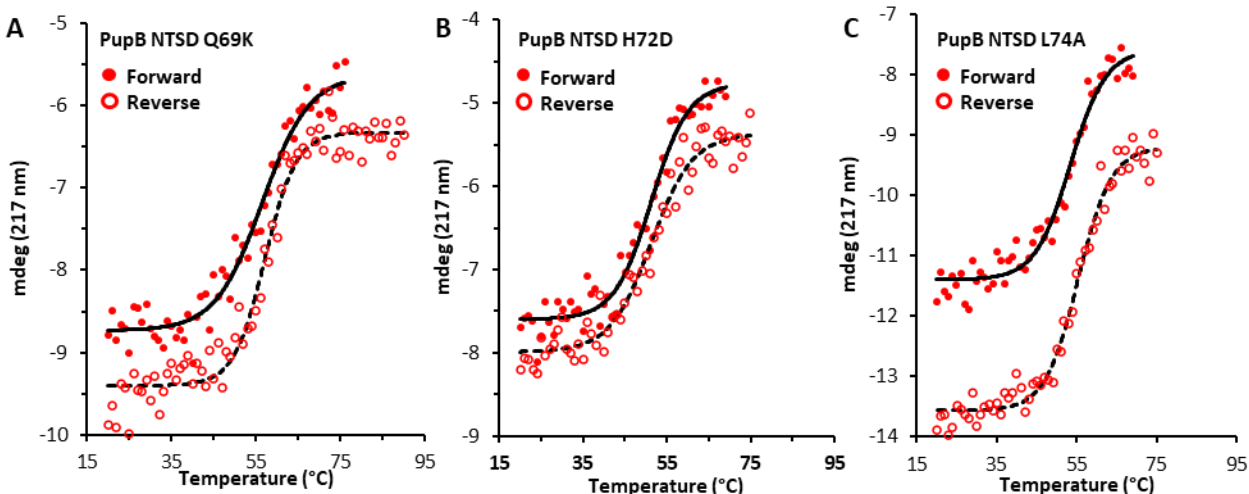 A
PupB NTSD Q69K
Forward
Reverse
-5
-6
-7
-8
-9
-10
mdeg (217 nm)
15
35
55
75
95
Temperature (°C)
B
PupB NTSD H72D
Forward
Reverse
-4
-5
-6
-7
-8
-9
mdeg (217 nm)
15
35
55
75
95
Temperature (°C)
C
PupB NTSD L74A
Forward
Reverse
-7
-8
-9
-10
-11
-12
-13
-14
mdeg (217 nm)
15
35
55
75
95
Temperature (°C)